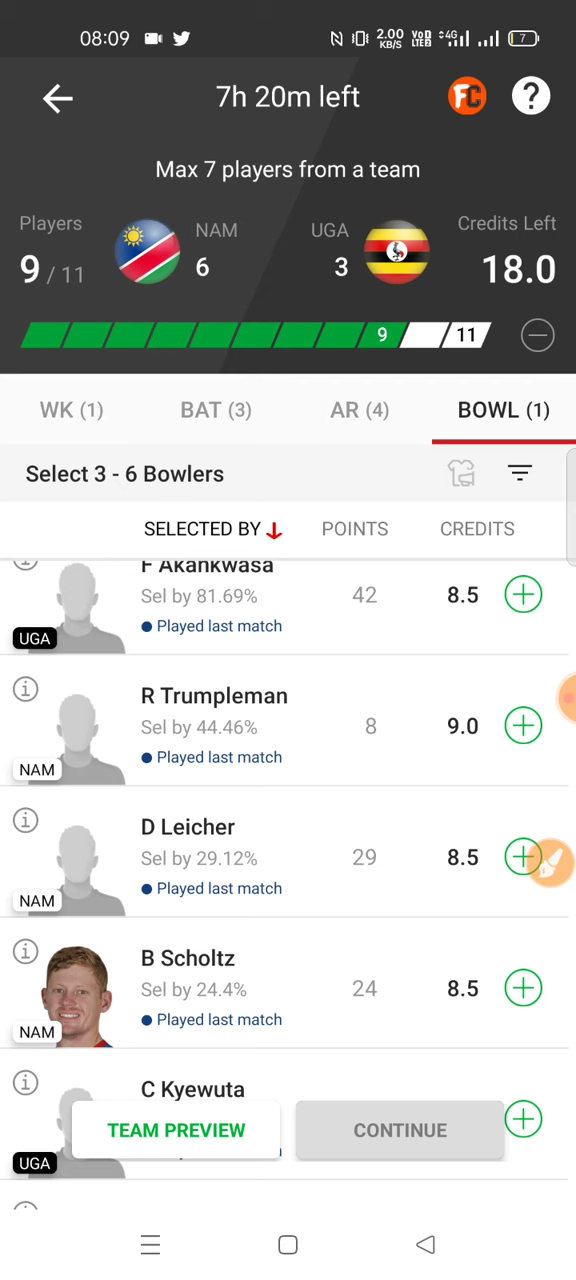 08:09 2.00 KB/S VoD LTE 2 4G 7
7h 20m left FC ?
Max 7 players from a team
Players NAM UGA Credits Left
9 / 11 6 3 18.0
9 11
WK (1) BAT (3) AR (4) BOWL (1)
Select 3 - 6 Bowlers
SELECTED BY POINTS CREDITS
F Akankwasa
Sel by 81.69% 42 8.5
Played last match
UGA
R Trumpleman
Sel by 44.46% 8 9.0
Played last match
NAM
D Leicher
Sel by 29.12% 29 8.5
Played last match
NAM
B Scholtz
Sel by 24.4% 24 8.5
Played last match
NAM
C Kyewuta
TEAM PREVIEW CONTINUE
UGA